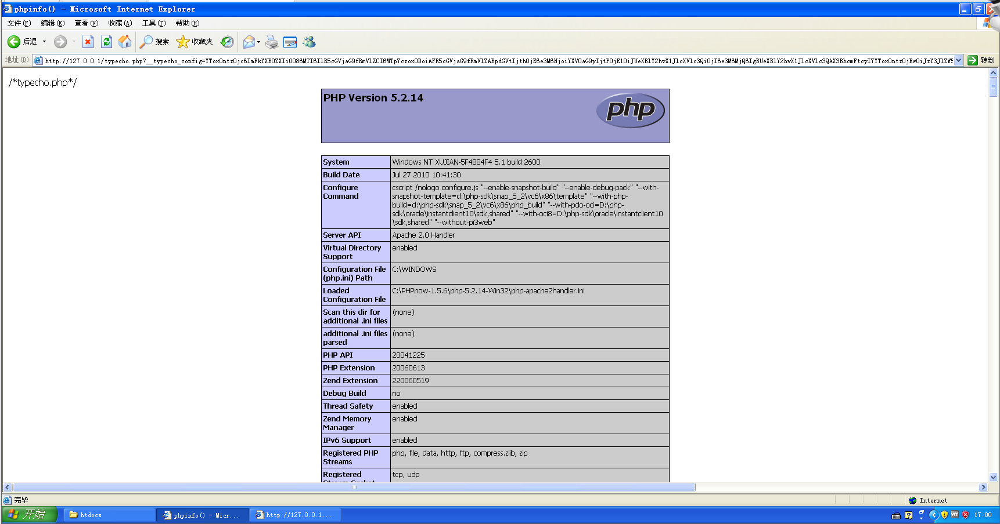 phpinfo() - Microsoft Internet Explorer
文件(F) 编辑(E) 查看(V) 收藏(A) 工具(T) 帮助(H)
后退 搜索 收藏夹
地址(D) 转到
/*typecho.php*/
PHP Version 5.2.14
php
System Windows NT XUJIAN-5F4884F4 5.1 build 2600
Build Date Jul 27 2010 10:41:30
Configure cscript /nologo configure.js "--enable-snapshot-build" "--enable-debug-pack" "--with-
Command snapshot-template=d:\php-sdk\snap_5_2\vc6\x86\template" "--with-php-
build=d:\php-sdk\snap_5_2\vc6\x86\php_build" "--with-pdo-oci=D:\php-
sdk\oracle\instantclient10\sdk,shared" "--with-oci8=D:\php-sdk\oracle\instantclient10
\sdk,shared" "--without-pi3web"
Server API Apache 2.0 Handler
Virtual Directory enabled
Support
Configuration File C:\WINDOWS
(php.ini) Path
Loaded C:\PHPnow-1.5.6\php-5.2.14-Win32\php-apache2handler.ini
Configuration File
Scan this dir for (none)
additional .ini files
additional .ini files (none)
parsed
PHP API 20041225
PHP Extension 20060613
Zend Extension 220060519
Debug Build no
Thread Safety enabled
Zend Memory enabled
Manager
IPv6 Support enabled
Registered PHP php, file, data, http, ftp, compress.zlib, zip
Streams
Registered tcp, udp
Stream Socket
完毕 Internet
开始 htdocs phpinfo() - Micr... http://127.0.0.1... 17:00